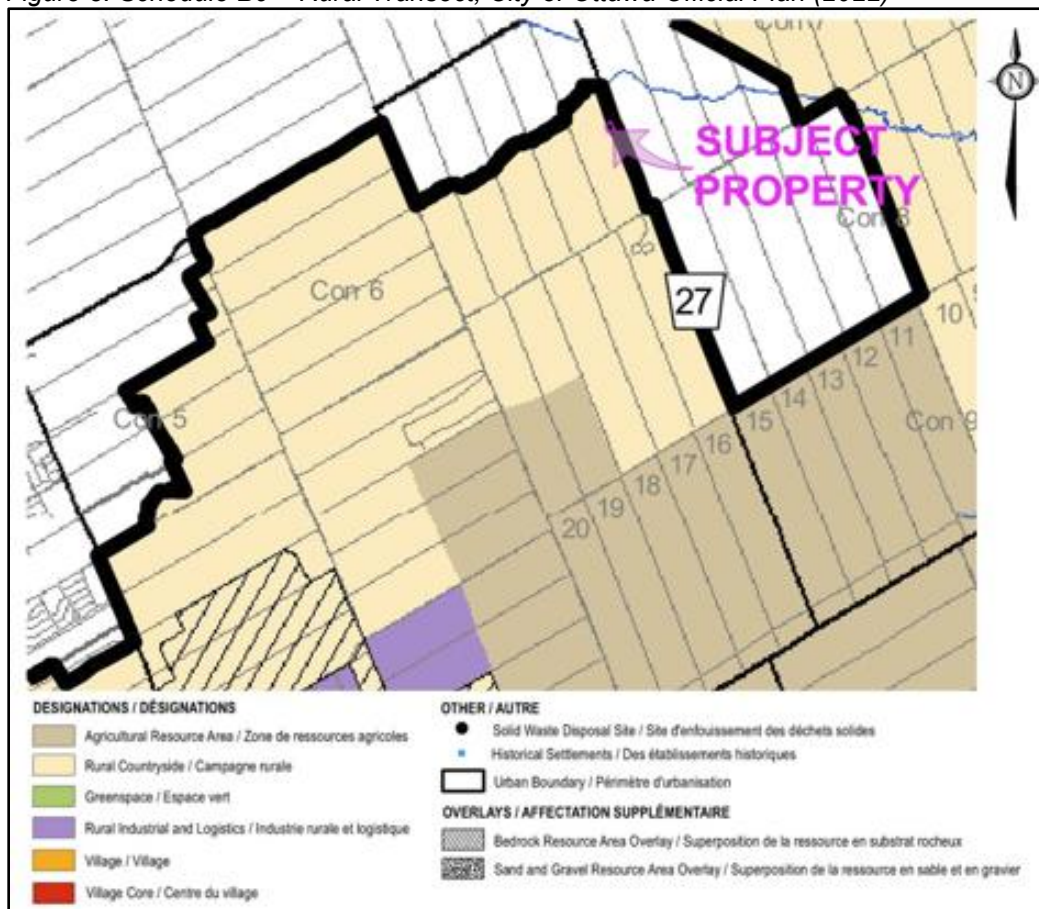 Figure 6: Schedule B9 – Rural Transect, City of Ottawa Official Plan (2022)
Con 7
N
SUBJECT
PROPERTY
Con 8
Con 6
27
10
11
12
13
14
15
16
17
18
19
20
Con 5
Con 9
DESIGNATIONS / DÉSIGNATIONS
Agricultural Resource Area / Zone de ressources agricoles
Rural Countryside / Campagne rurale
Greenspace / Espace vert
Rural Industrial and Logistics / Industrie rurale et logistique
Village / Village
Village Core / Centre du village
OTHER / AUTRE
Solid Waste Disposal Site / Site d'enfouissement des déchets solides
Historical Settlements / Des établissements historiques
Urban Boundary / Périmètre d'urbanisation
OVERLAYS / AFFECTATION SUPPLÉMENTAIRE
Bedrock Resource Area Overlay / Superposition de la ressource en substrat rocheux
Sand and Gravel Resource Area Overlay / Superposition de la ressource en sable et en gravier